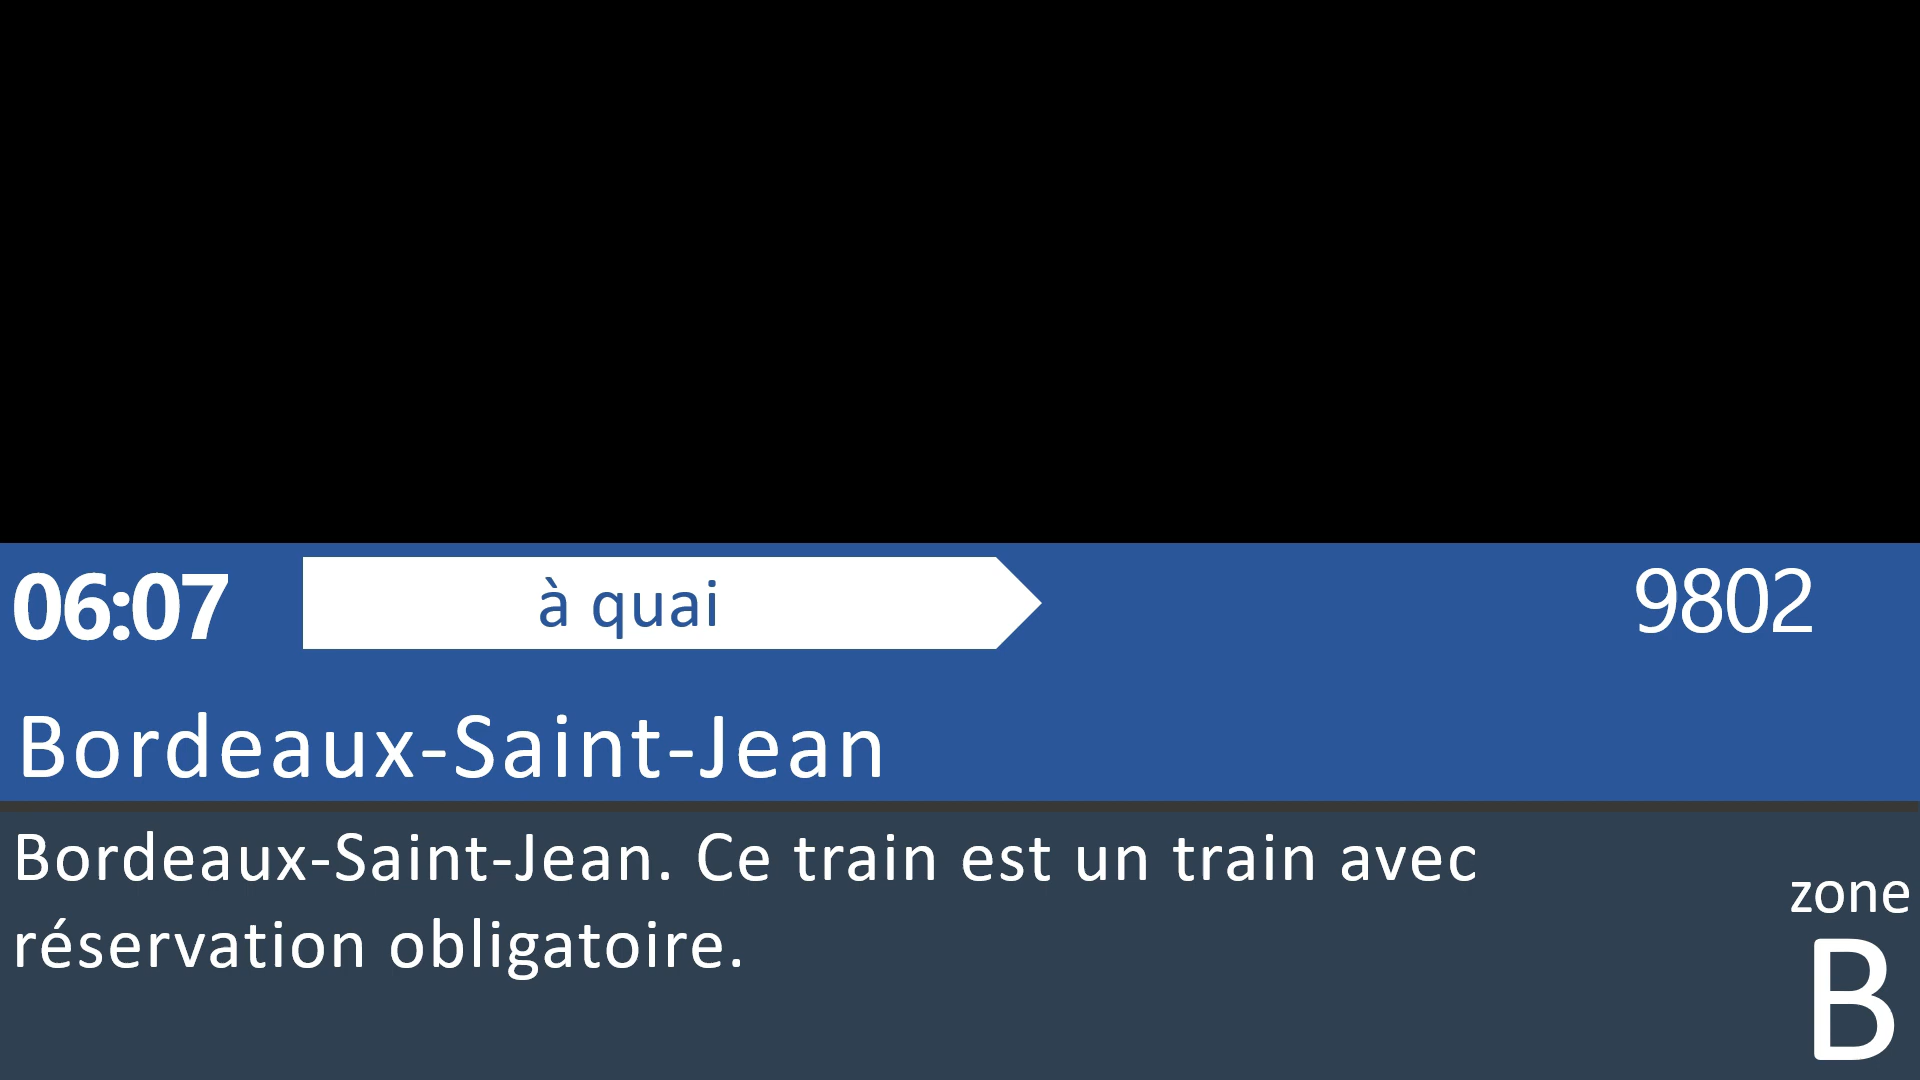 06:07 à quai 9802
Bordeaux-Saint-Jean
Bordeaux-Saint-Jean. Ce train est un train avec
réservation obligatoire.
zone
B